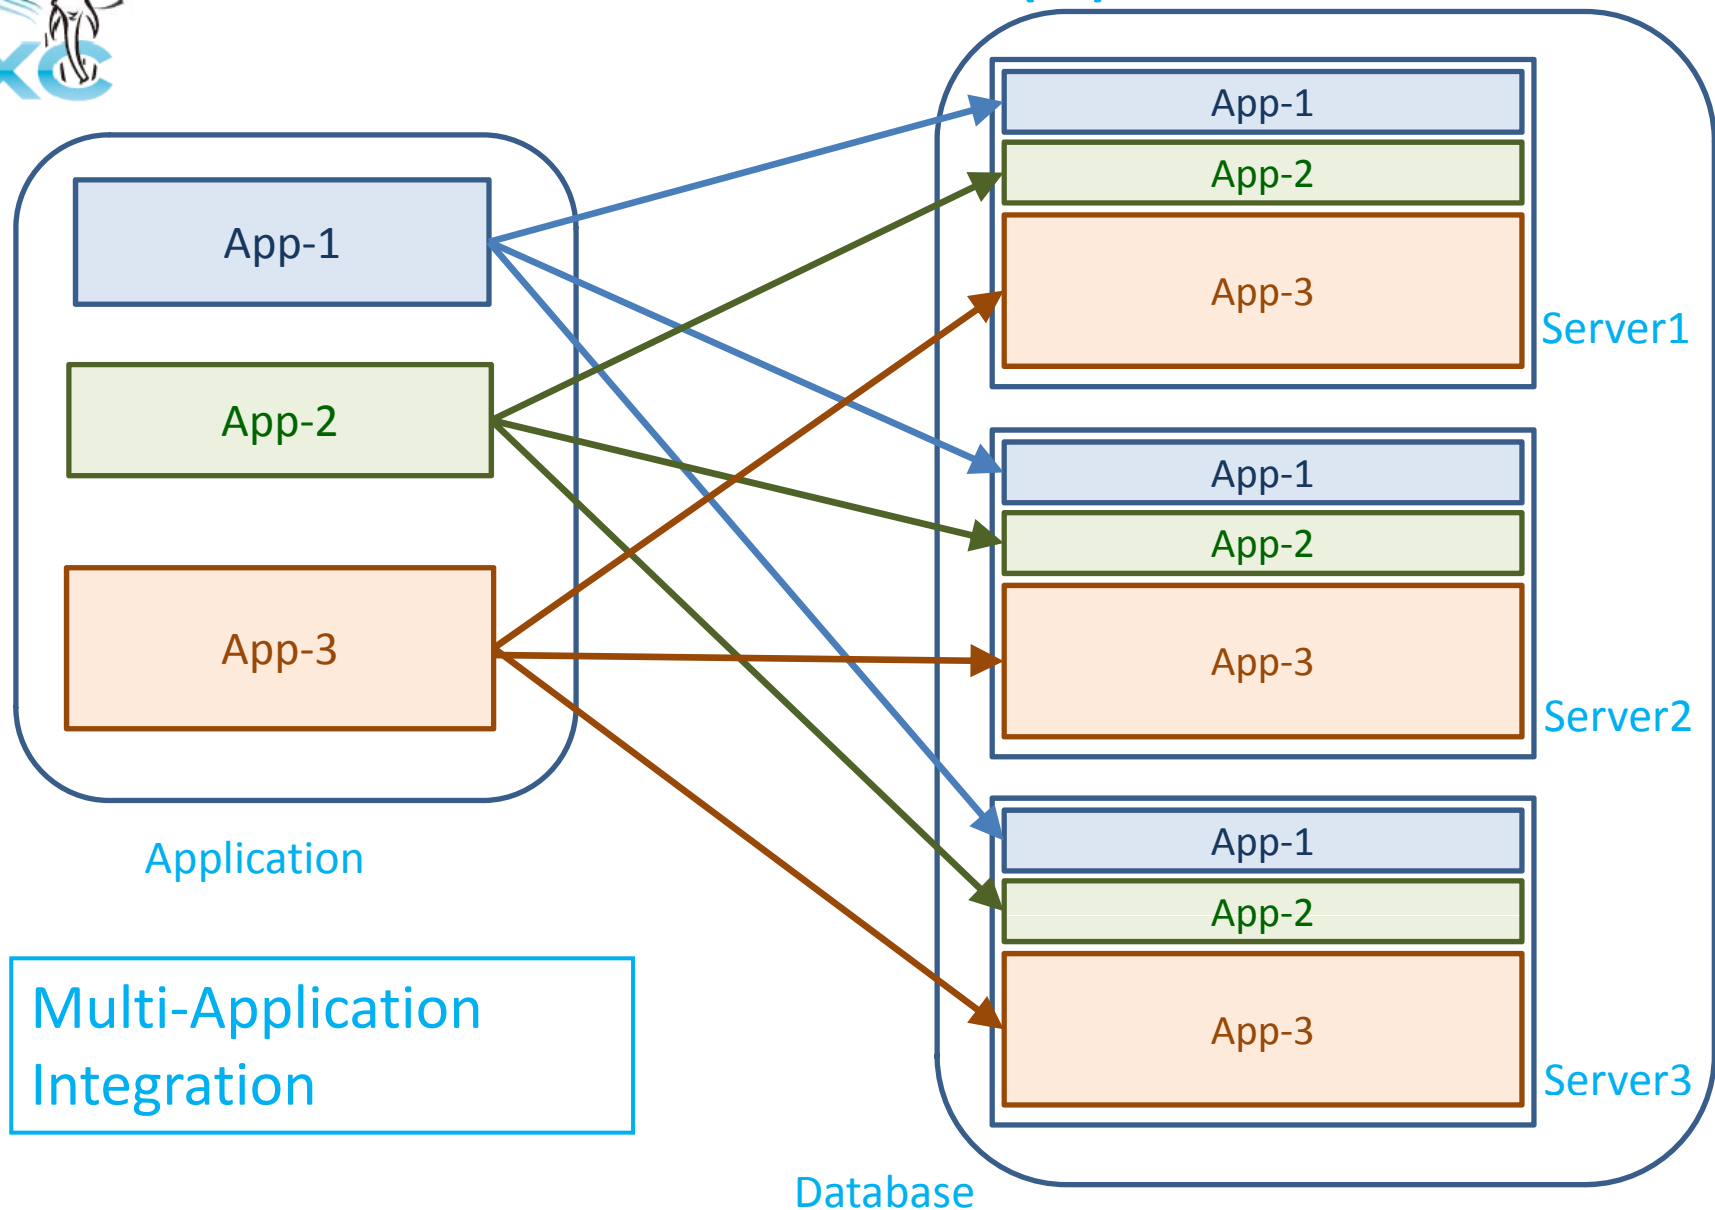 XC
App-1
App-2
App-3
Application
Multi-Application
Integration
App-1
App-2
App-3
Server1
App-1
App-2
App-3
Server2
App-1
App-2
App-3
Server3
Database